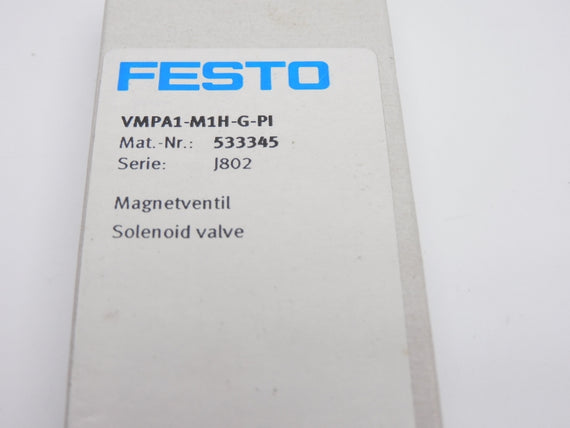 FESTO
VMPA1-M1H-G-PI
Mat.-Nr.: 533345
Serie: J802
Magnetventil
Solenoid valve